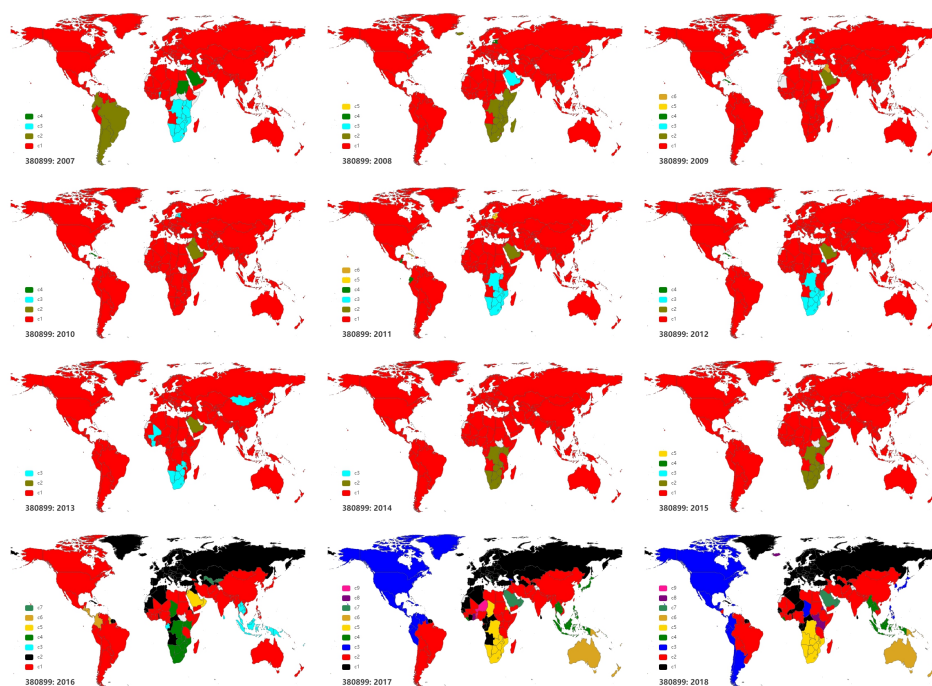 c4
c3
c2
c1
380899: 2007
c5
c4
c3
c2
c1
380899: 2008
c6
c5
c4
c3
c2
c1
380899: 2009
c4
c3
c2
c1
380899: 2010
c6
c5
c4
c3
c2
c1
380899: 2011
c4
c3
c2
c1
380899: 2012
c3
c2
c1
380899: 2013
c2
c1
380899: 2014
c5
c4
c3
c2
c1
380899: 2015
c7
c6
c5
c4
c3
c2
c1
380899: 2016
c9
c8
c7
c6
c5
c4
c3
c2
c1
380899: 2017
c9
c8
c7
c6
c5
c4
c3
c2
c1
380899: 2018